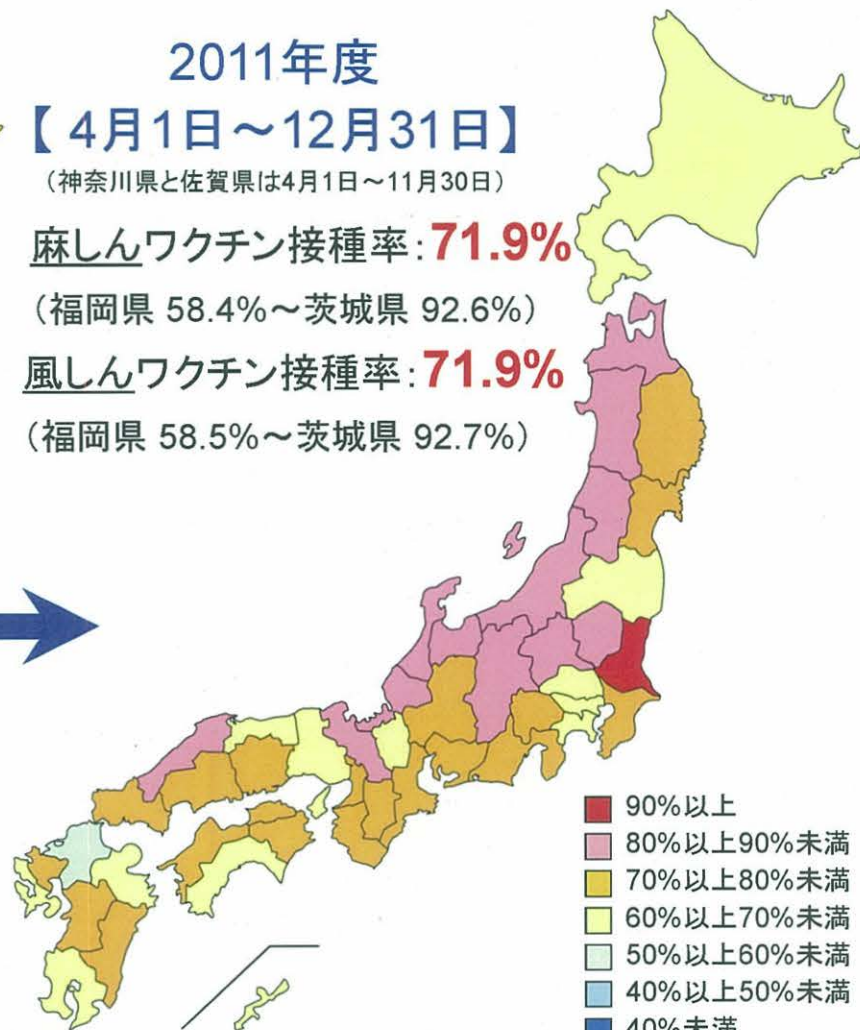 2011年度
【4月1日～12月31日】
（神奈川県と佐賀県は4月1日～11月30日）
麻しんワクチン接種率：71.9%
（福岡県 58.4%～茨城県 92.6%）
風しんワクチン接種率：71.9%
（福岡県 58.5%～茨城県 92.7%）
90%以上
80%以上90%未満
70%以上80%未満
60%以上70%未満
50%以上60%未満
40%以上50%未満
40%未満